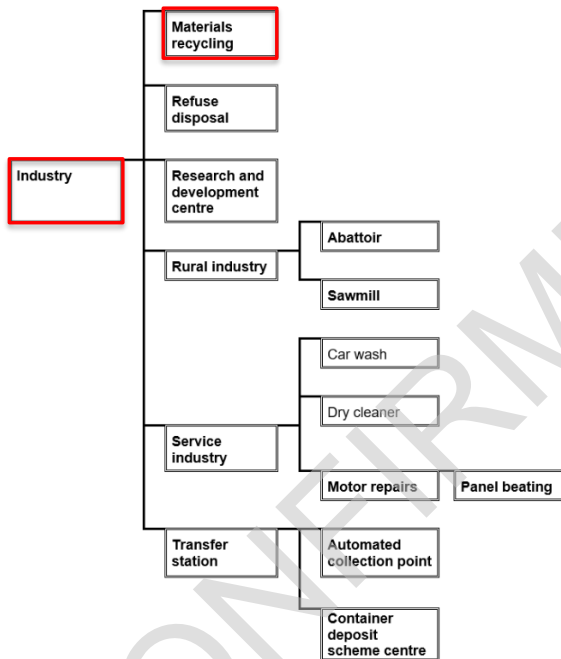 Materials
recycling
Refuse
disposal
Industry
Research and
development
centre
Abattoir
Rural industry
Sawmill
Car wash
Dry cleaner
Service
industry
Motor repairs
Panel beating
Transfer
station
Automated
collection point
Container
deposit
scheme centre
ONFIRM